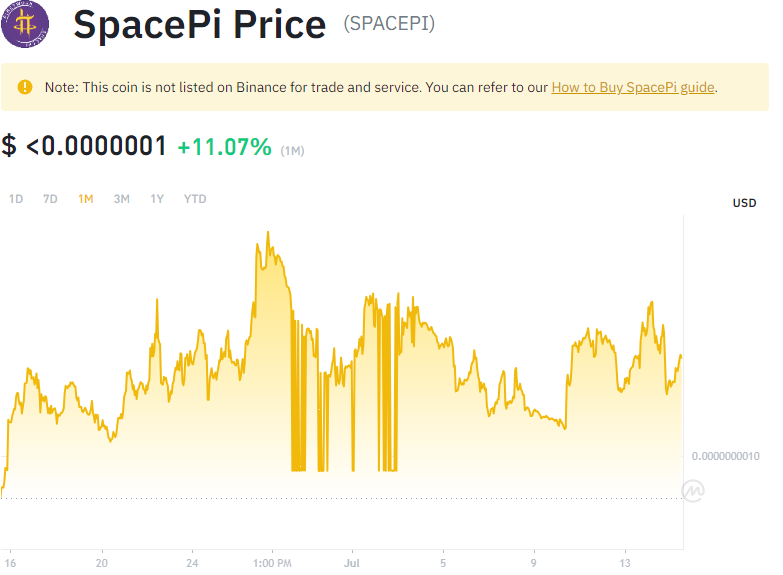 SpacePi Price (SPACEPI)
Note: This coin is not listed on Binance for trade and service. You can refer to our How to Buy SpacePi guide.
$ <0.0000001 +11.07% (1M)
1D 7D 1M 3M 1Y YTD
USD
0.0000000010
16 20 24 1:00 PM Jul 5 9 13